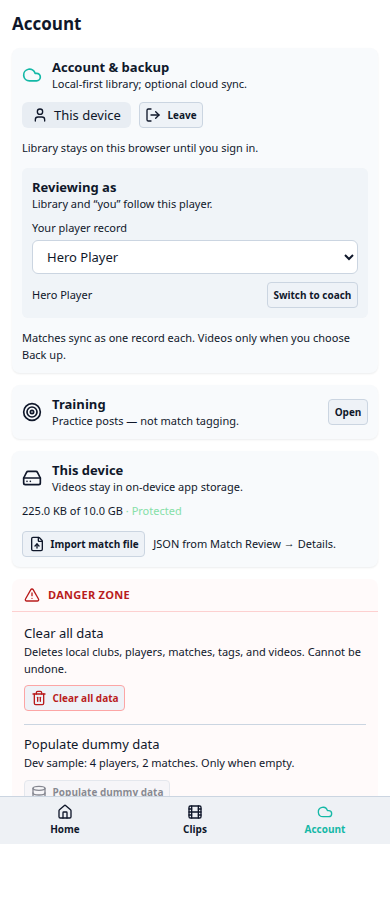 Account
Account & backup
Local-first library; optional cloud sync.
This device
Leave
Library stays on this browser until you sign in.
Reviewing as
Library and “you” follow this player.
Your player record
Hero Player
Hero Player
Switch to coach
Matches sync as one record each. Videos only when you choose
Back up.
Training
Practice posts — not match tagging.
Open
This device
Videos stay in on-device app storage.
225.0 KB of 10.0 GB · Protected
Import match file
JSON from Match Review → Details.
DANGER ZONE
Clear all data
Deletes local clubs, players, matches, tags, and videos. Cannot be
undone.
Clear all data
Populate dummy data
Dev sample: 4 players, 2 matches. Only when empty.
Populate dummy data
Home
Clips
Account